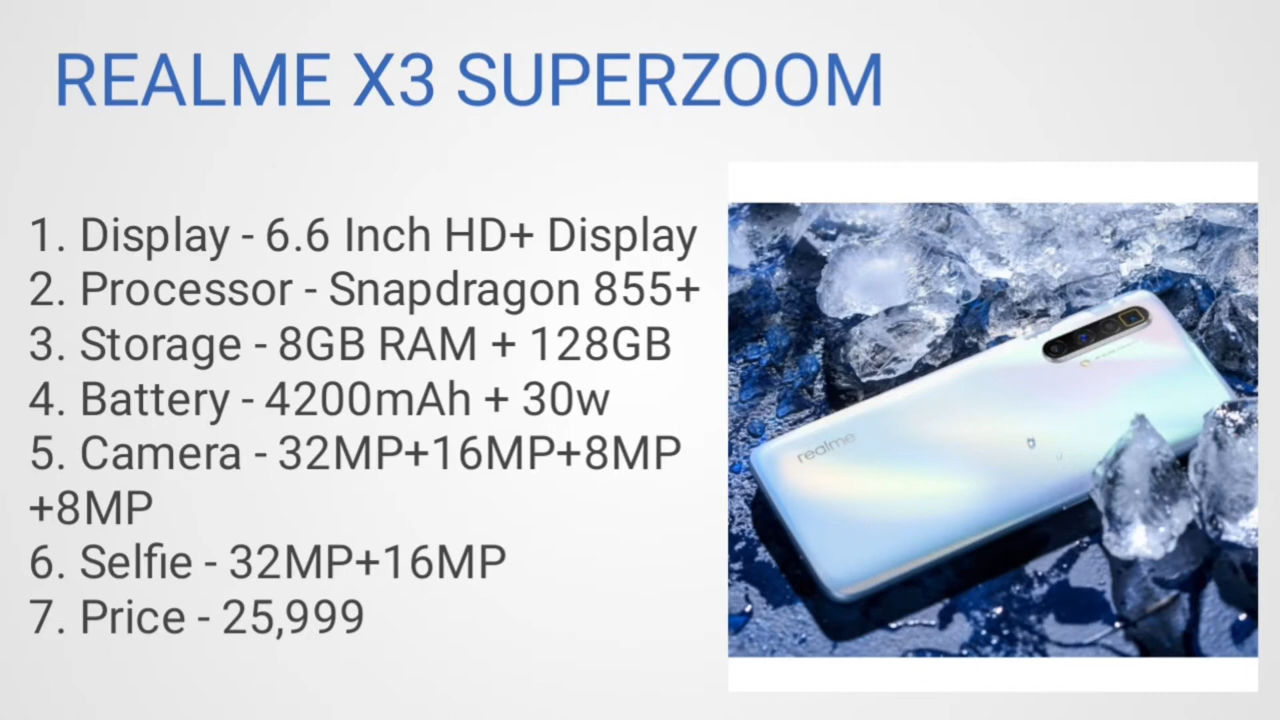 REALME X3 SUPERZOOM
1. Display - 6.6 Inch HD+ Display
2. Processor - Snapdragon 855+
3. Storage - 8GB RAM + 128GB
4. Battery - 4200mAh + 30w
5. Camera - 32MP+16MP+8MP
+8MP
6. Selfie - 32MP+16MP
7. Price - 25,999
realme